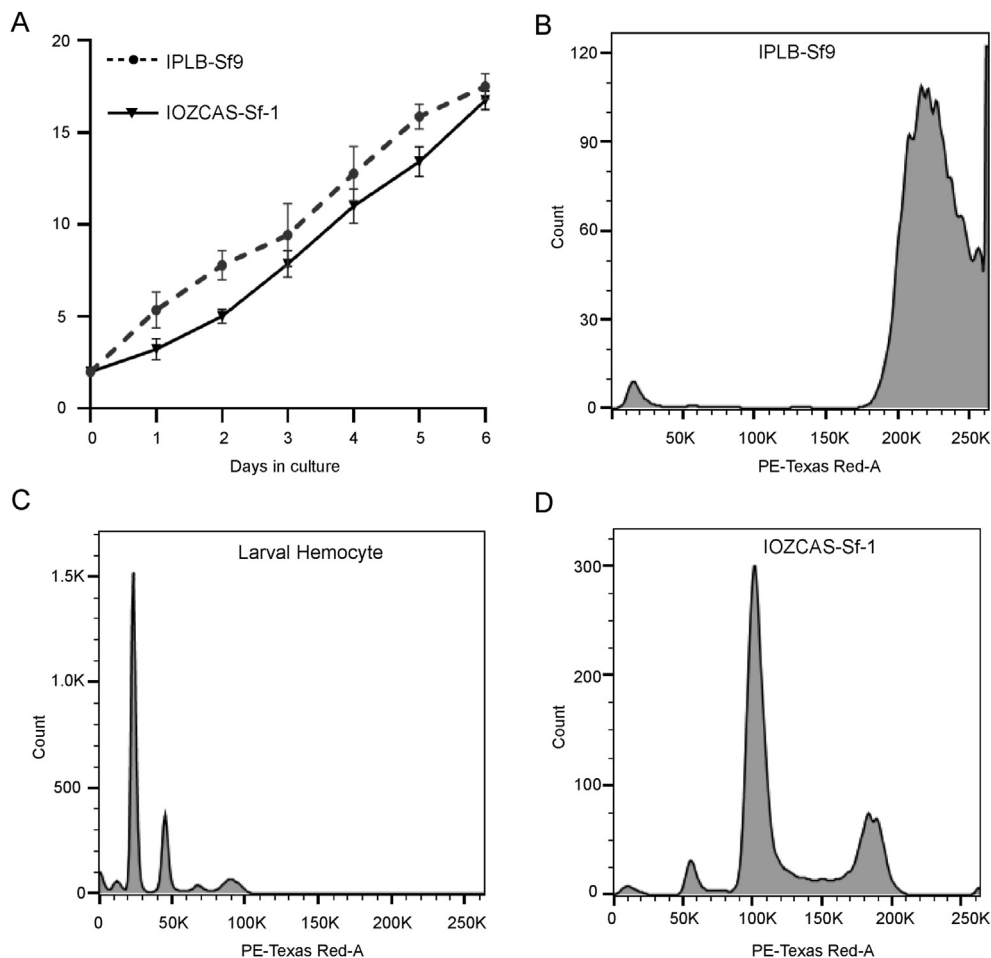 A
20
15
10
5
0
IPLB-Sf9
IOZCAS-Sf-1
0 1 2 3 4 5 6
Days in culture
B
IPLB-Sf9
120
90
60
30
0
Count
50K 100K 150K 200K 250K
PE-Texas Red-A
C
Larval Hemocyte
1.5K
1.0K
500
0
Count
0 50K 100K 150K 200K 250K
PE-Texas Red-A
D
IOZCAS-Sf-1
300
200
100
0
Count
0 50K 100K 150K 200K 250K
PE-Texas Red-A